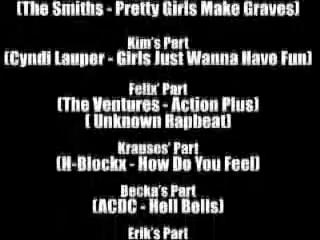 (The Smiths - Pretty Girls Make Graves)
Kim's Part
(Cyndi Lauper - Girls Just Wanna Have Fun)
Felix' Part
(The Ventures - Action Plus)
( Unknown Rapbeat)
Krauses' Part
(H-Blockx - How Do You Feel)
Becka's Part
(ACDC - Hell Bells)
Erik's Part